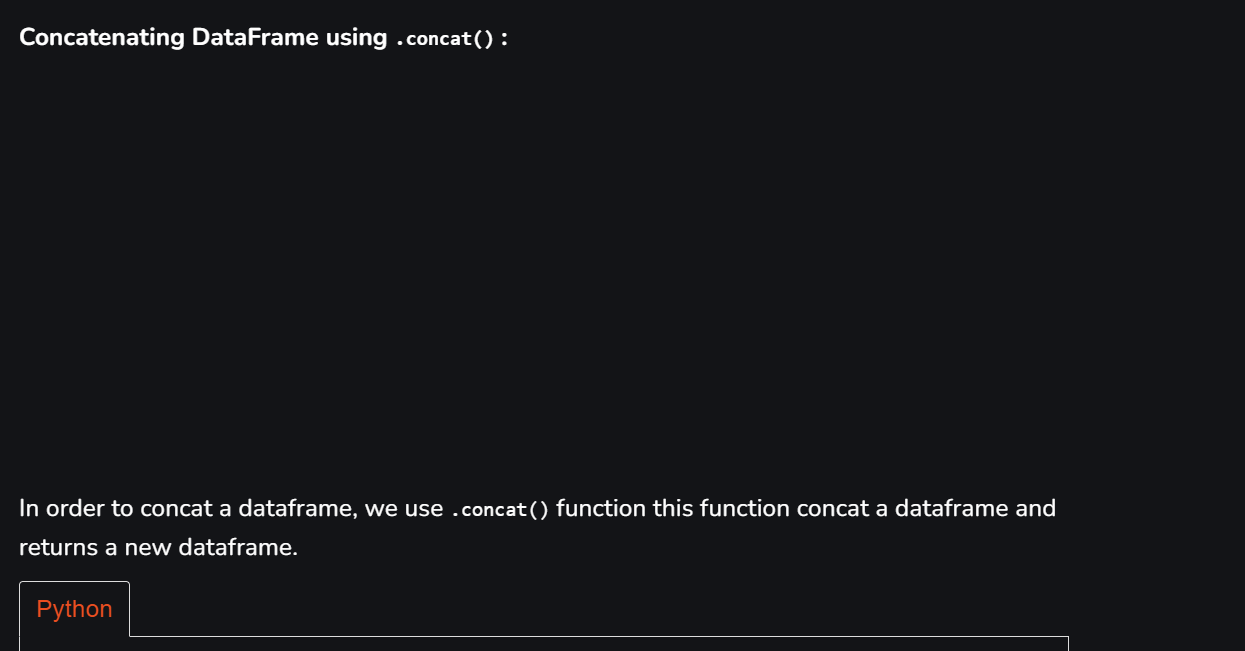 Concatenating DataFrame using .concat() :
In order to concat a dataframe, we use .concat() function this function concat a dataframe and
returns a new dataframe.
Python